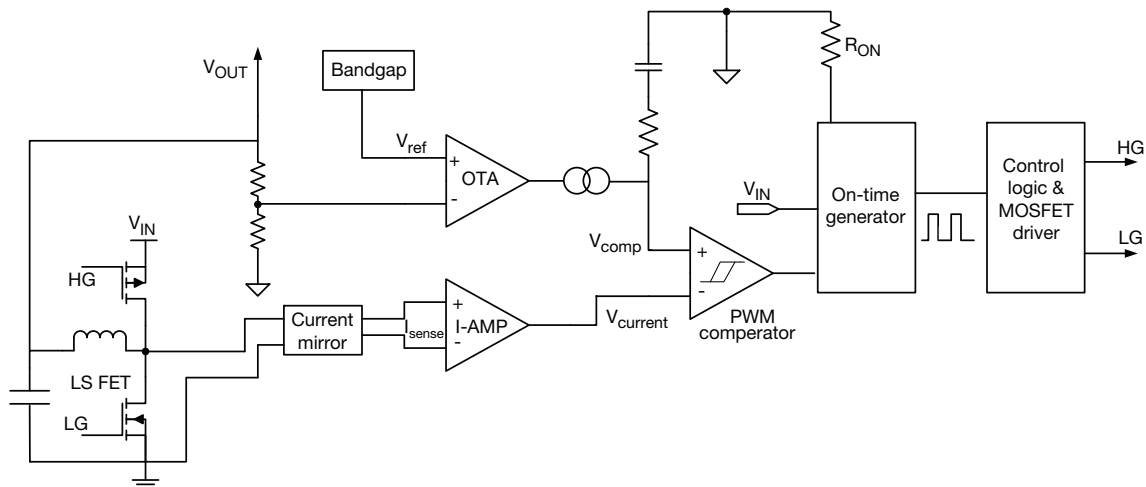 V_OUT
Bandgap
V_ref
+
OTA
-
R_ON
V_IN
On-time
generator
Control
logic &
MOSFET
driver
HG
LG
V_IN
HG
LS FET
LG
Current
mirror
I_sense
+
I-AMP
-
V_comp
V_current
+
-
PWM
comperator